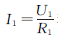 I₁ = U₁ / R₁